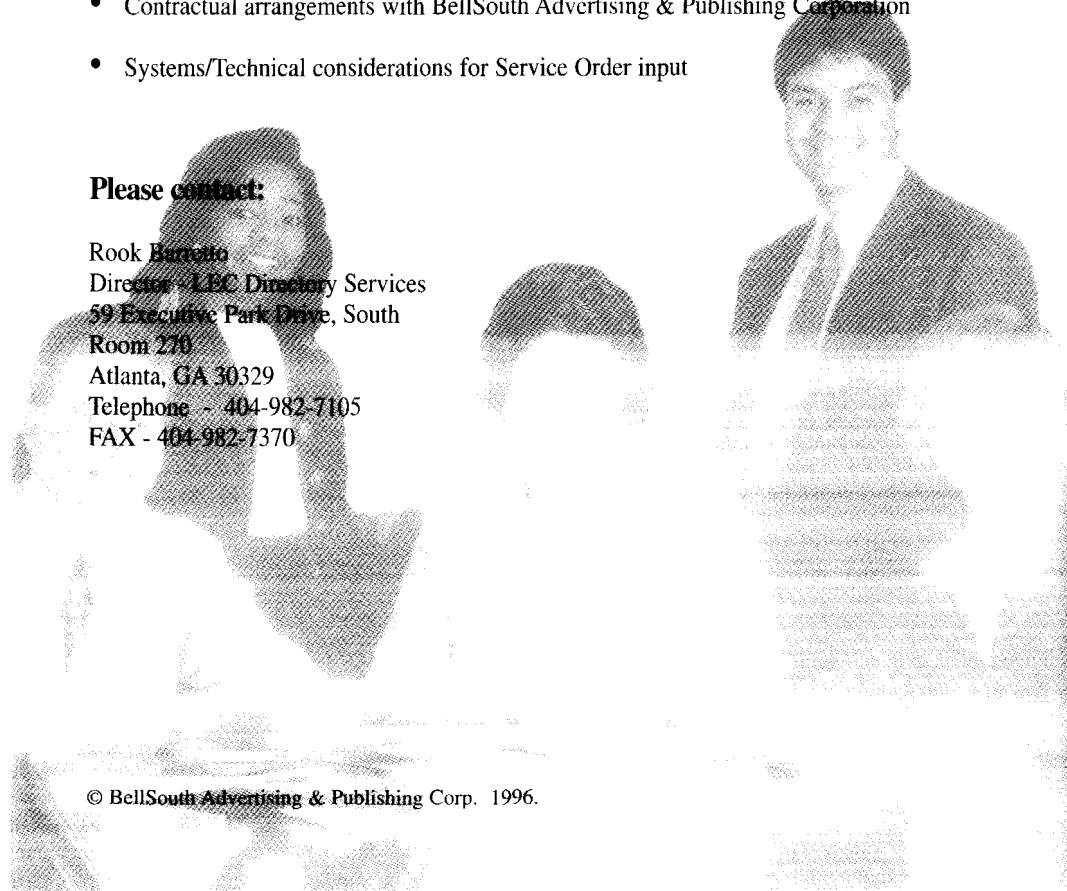 • Contractual arrangements with BellSouth Advertising & Publishing Corporation
• Systems/Technical considerations for Service Order input
Please contact:
Rook Barretto
Director - LEC Directory Services
59 Executive Park Drive, South
Room 270
Atlanta, GA 30329
Telephone - 404-982-7105
FAX - 404-982-7370
© BellSouth Advertising & Publishing Corp. 1996.